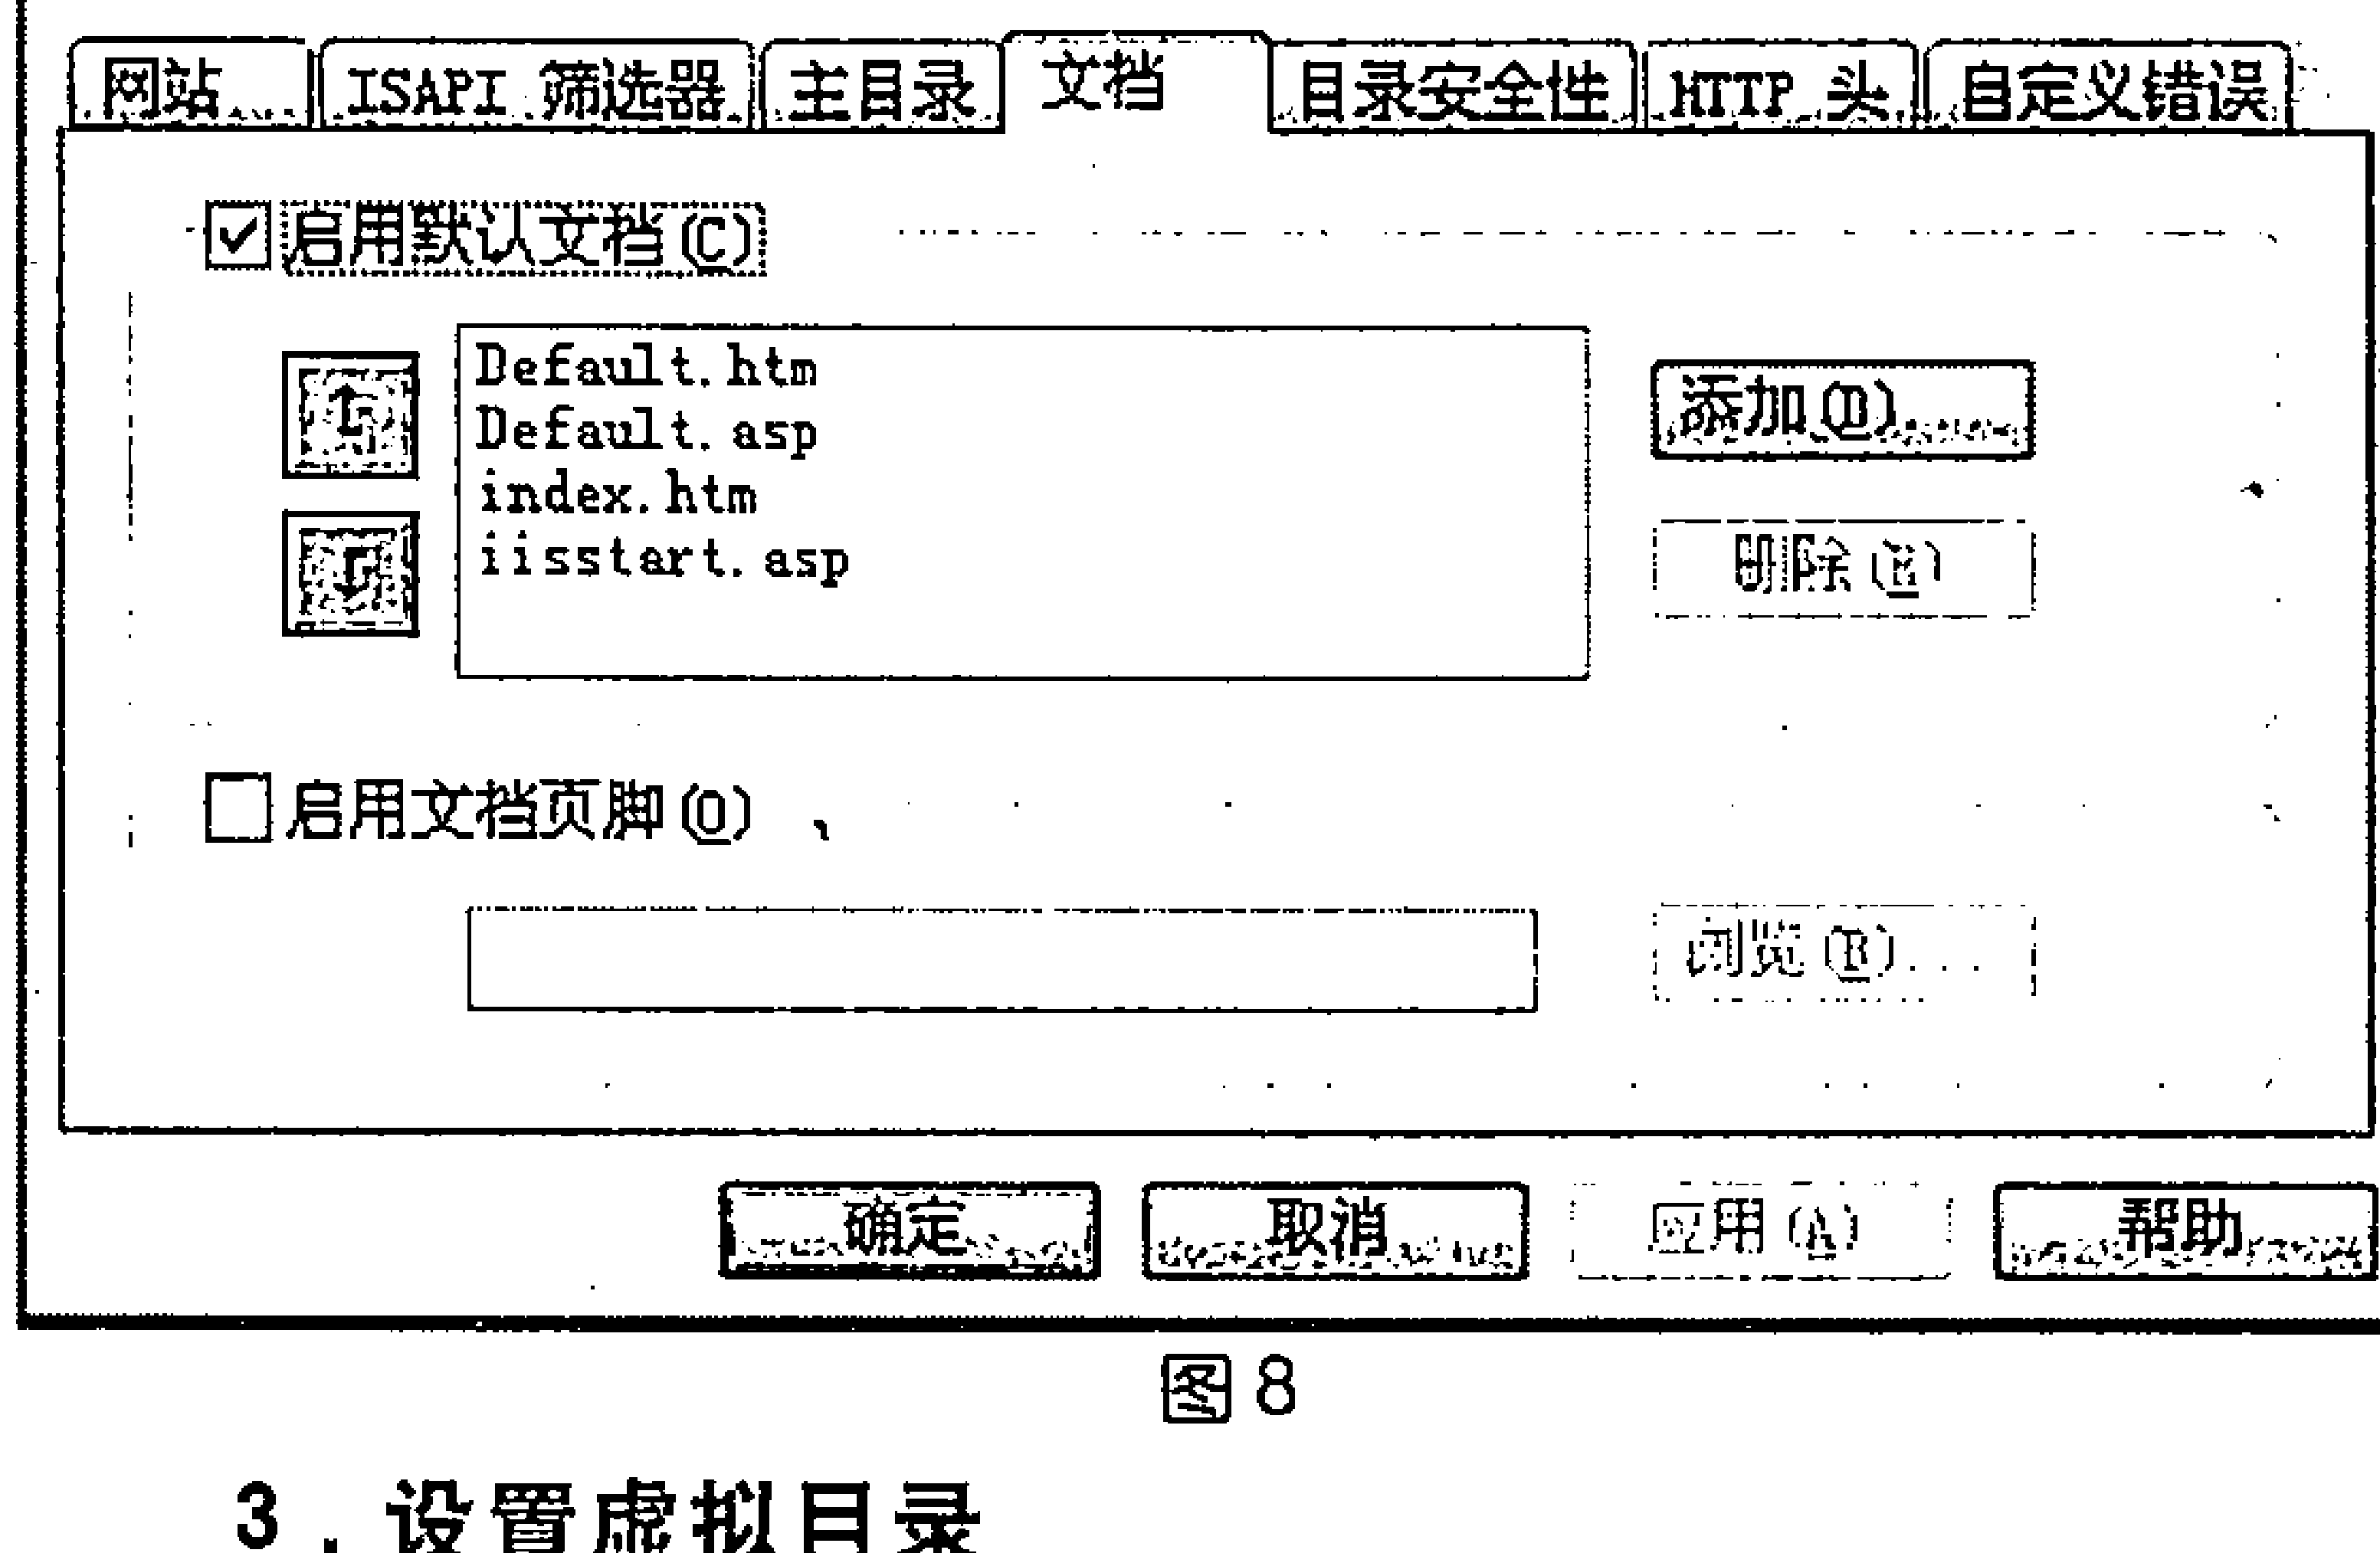 网站 ISAPI 筛选器 主目录 文档 目录安全性 HTTP 头 自定义错误
启用默认文档(C)
Default.htm
Default.asp
index.htm
iisstart.asp
添加(D)...
删除(R)
启用文档页脚(O)
浏览(B)...
确定 取消 应用(A) 帮助
图 8
3．设置虚拟目录